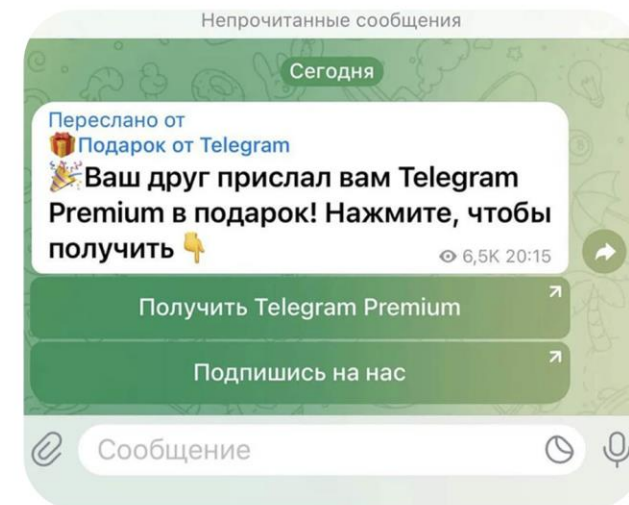 Непрочитанные сообщения
Сегодня
Переслано от
🎁Подарок от Telegram
🎉Ваш друг прислал вам Telegram
Premium в подарок! Нажмите, чтобы
получить 👇
6,5K 20:15
Получить Telegram Premium
Подпишись на нас
Сообщение